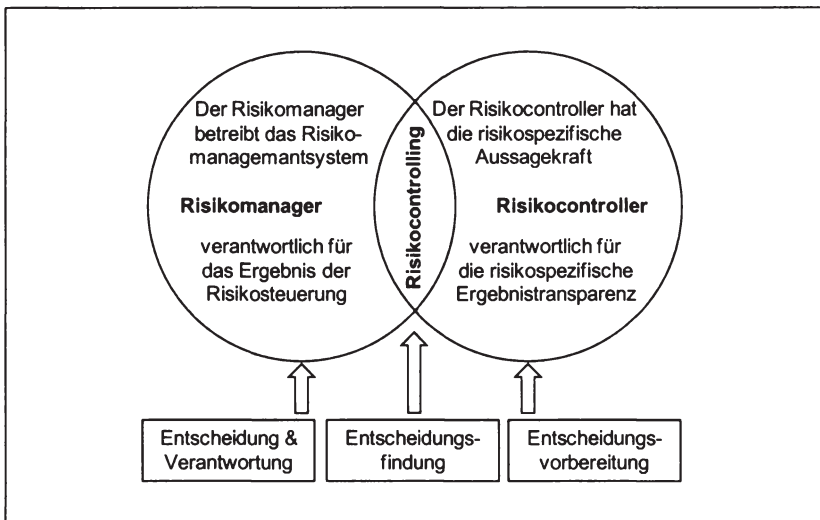 Der Risikomanager
betreibt das Risiko-
managemantsystem
Risikomanager
verantwortlich für
das Ergebnis der
Risikosteuerung
Risikocontrolling
Der Risikocontroller hat
die risikospezifische
Aussagekraft
Risikocontroller
verantwortlich für
die risikospezifische
Ergebnistransparenz
Entscheidung &
Verantwortung
Entscheidungs-
findung
Entscheidungs-
vorbereitung